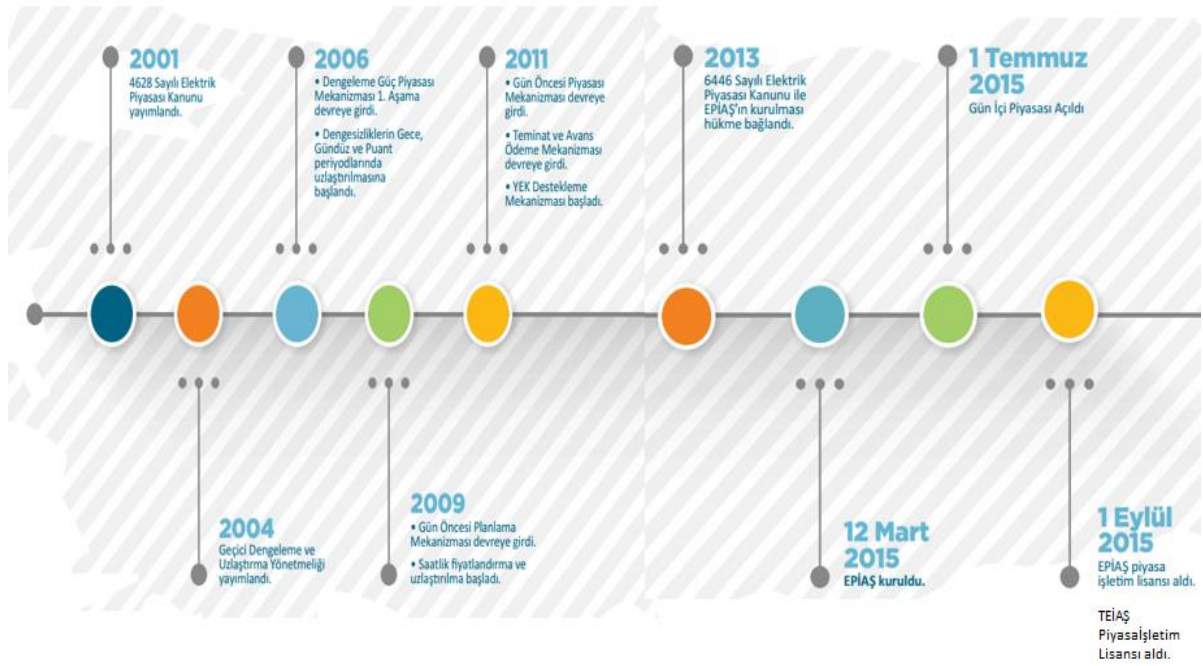 2001
4628 Sayılı Elektrik
Piyasası Kanunu
yayımlandı.
2006
• Dengeleme Güç Piyasası
Mekanizması 1. Aşama
devreye girdi.
• Dengesizliklerin Gece,
Gündüz ve Puant
periyodlarında
uzlaştırılmasına
başlandı.
2011
• Gün Öncesi Piyasası
Mekanizması devreye
girdi.
• Teminat ve Avans
Ödeme Mekanizması
devreye girdi.
• YEK Destekleme
Mekanizması başladı.
2013
6446 Sayılı Elektrik
Piyasası Kanunu ile
EPİAŞ'ın kurulması
hükme bağlandı.
1 Temmuz
2015
Gün İçi Piyasası Açıldı
2004
Geçici Dengeleme ve
Uzlaştırma Yönetmeliği
yayımlandı.
2009
• Gün Öncesi Planlama
Mekanizması devreye girdi.
• Saatlik fiyatlandırma ve
uzlaştırılma başladı.
12 Mart
2015
EPİAŞ kuruldu.
1 Eylül
2015
EPİAŞ piyasa
işletim lisansı aldı.
TEİAŞ
Piyasaİşletim
Lisansı aldı.